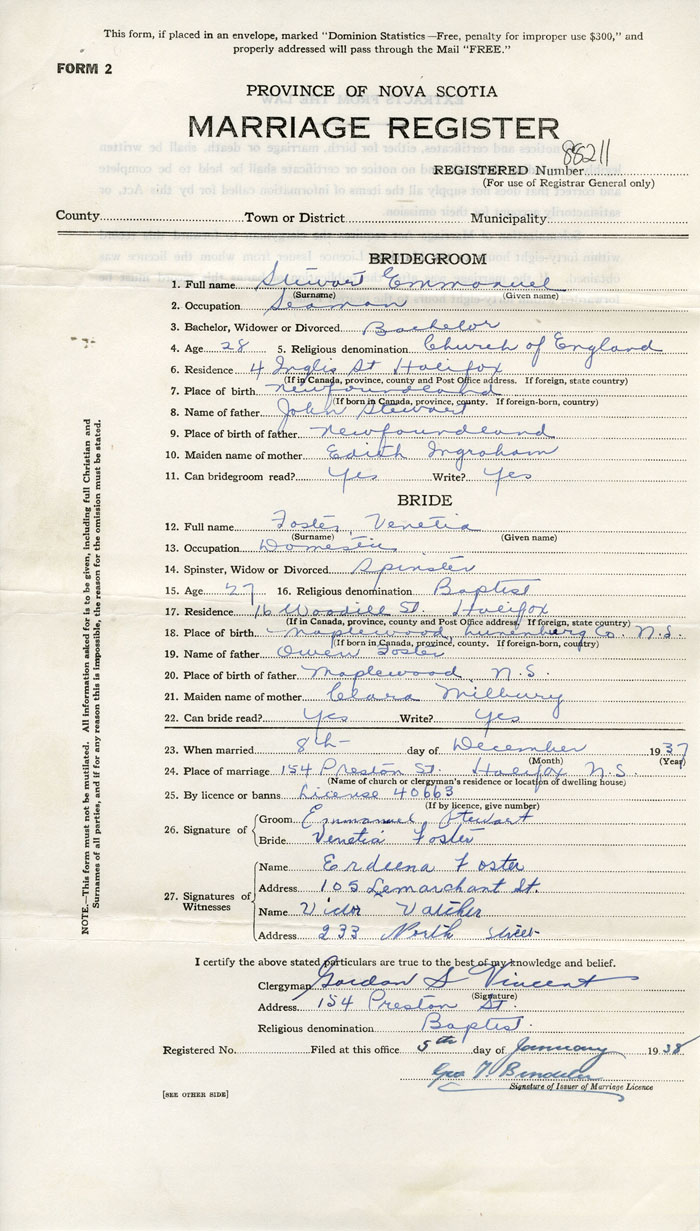 This form, if placed in an envelope, marked "Dominion Statistics—Free, penalty for improper use $300," and
properly addressed will pass through the Mail "FREE."
FORM 2
PROVINCE OF NOVA SCOTIA
MARRIAGE REGISTER
REGISTERED Number 88211
(For use of Registrar General only)
County Town or District Municipality
BRIDEGROOM
1. Full name Stewart Emmanuel
(Surname) (Given name)
2. Occupation Seaman
3. Bachelor, Widower or Divorced Bachelor
4. Age 28 5. Religious denomination Church of England
6. Residence 4 Inglis St Halifax
(If in Canada, province, county and Post Office address. If foreign, state country)
7. Place of birth Newfoundland
(If born in Canada, province, county. If foreign-born, country)
8. Name of father John Stewart
9. Place of birth of father Newfoundland
10. Maiden name of mother Edith Ingraham
11. Can bridegroom read? Yes Write? Yes
BRIDE
12. Full name Foster, Venetia
(Surname) (Given name)
13. Occupation Domestic
14. Spinster, Widow or Divorced Spinster
15. Age 27 16. Religious denomination Baptist
17. Residence 16 Woodill St. Halifax
(If in Canada, province, county and Post Office address. If foreign, state country)
18. Place of birth Maplewood Lunenburg Co. N.S.
(If born in Canada, province, county. If foreign-born, country)
19. Name of father Owen Foster
20. Place of birth of father Maplewood N.S.
21. Maiden name of mother Clara Milbury
22. Can bride read? Yes Write? Yes
23. When married 8th day of December 1937
(Month) (Year)
24. Place of marriage 154 Preston St. Halifax N.S.
(Name of church or clergyman's residence or location of dwelling house)
25. By licence or banns License 40663
(If by licence, give number)
26. Signature of Groom Emmanuel Stewart
Bride Venetia Foster
27. Signatures of Witnesses
Name Erdeena Foster
Address 105 Lemarchant St.
Name Vatcher
Address 233 North Street
I certify the above stated particulars are true to the best of my knowledge and belief.
Clergyman Gordon S Vincent
(Signature)
Address 154 Preston St.
Religious denomination Baptist.
Registered No. Filed at this office 5th day of January 1938
Geo
Signature of Issuer of Marriage Licence
[SEE OTHER SIDE]
NOTE.—This form must not be mutilated. All information asked for is to be given, including full Christian and
Surnames of all parties, and if for any reason this is impossible, the reason for the omission must be stated.